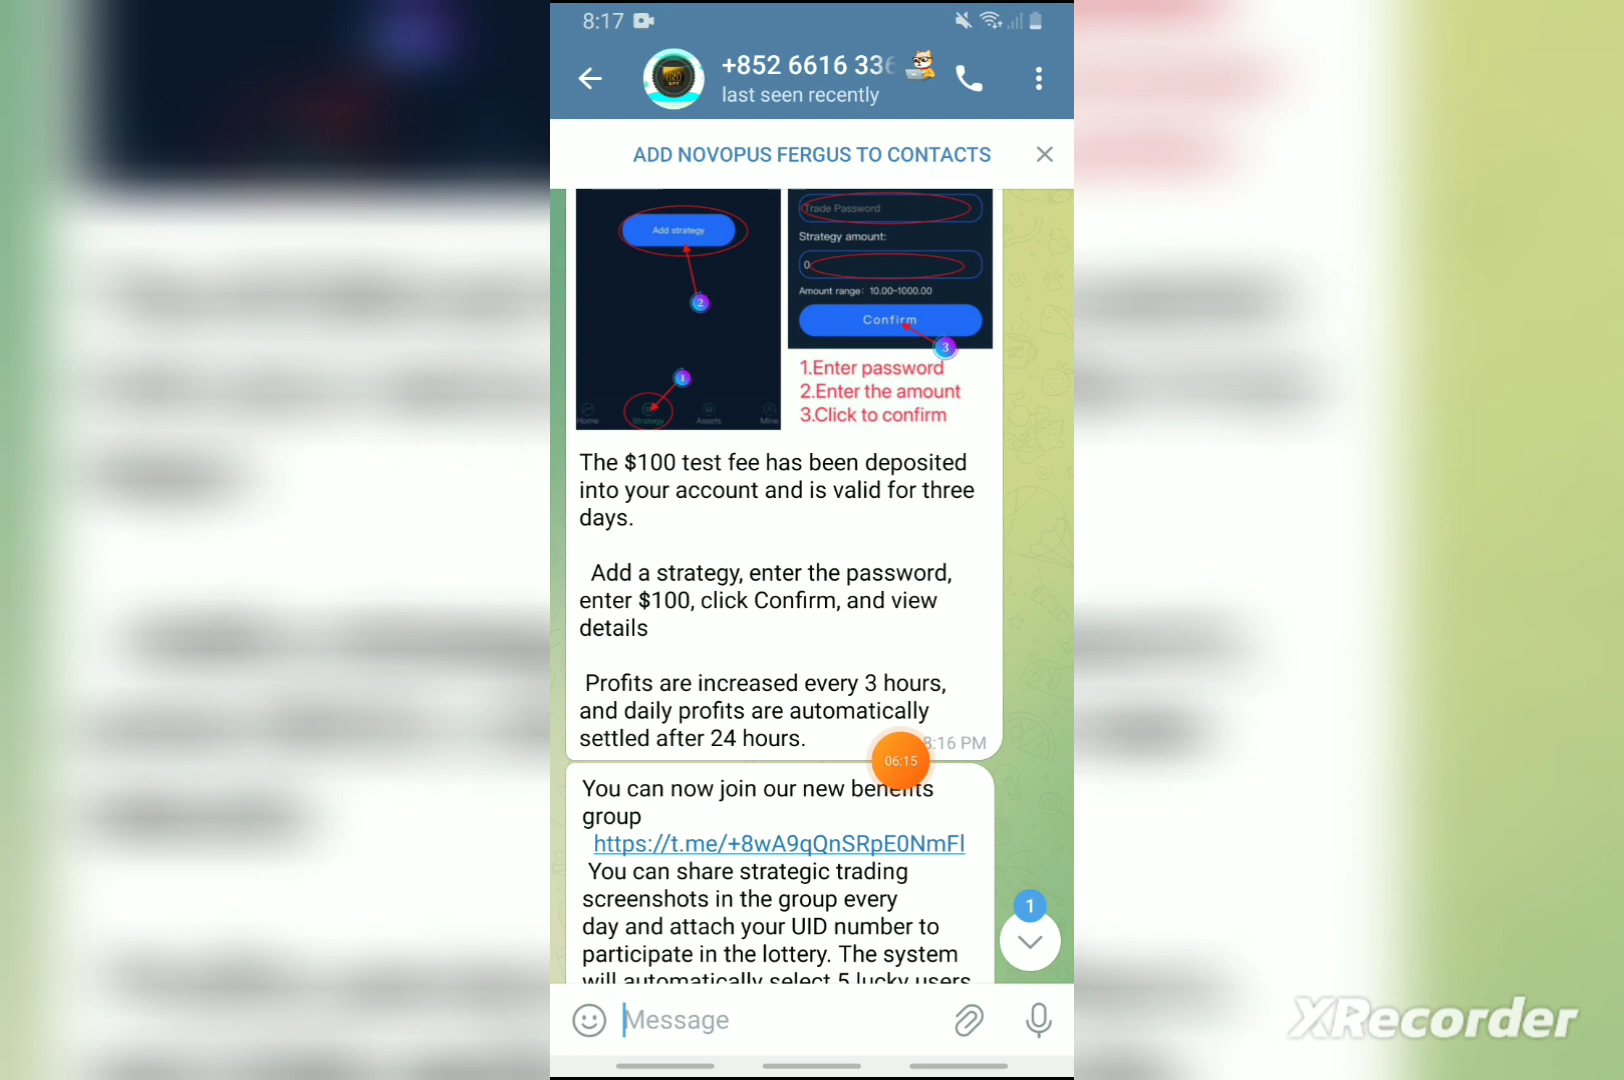 8:17
+852 6616 336
last seen recently
ADD NOVOPUS FERGUS TO CONTACTS
Add strategy
2
1
Home
Strategy
Assets
Mine
Trade Password
Strategy amount:
0
Amount range: 10.00~1000.00
Confirm
3
1.Enter password
2.Enter the amount
3.Click to confirm
The $100 test fee has been deposited
into your account and is valid for three
days.
Add a strategy, enter the password,
enter $100, click Confirm, and view
details
Profits are increased every 3 hours,
and daily profits are automatically
settled after 24 hours.
8:16 PM
06:15
You can now join our new benefits
group
https://t.me/+8wA9qQnSRpE0NmFl
You can share strategic trading
screenshots in the group every
day and attach your UID number to
participate in the lottery. The system
will automatically select 5 lucky users
1
Message
XRecorder